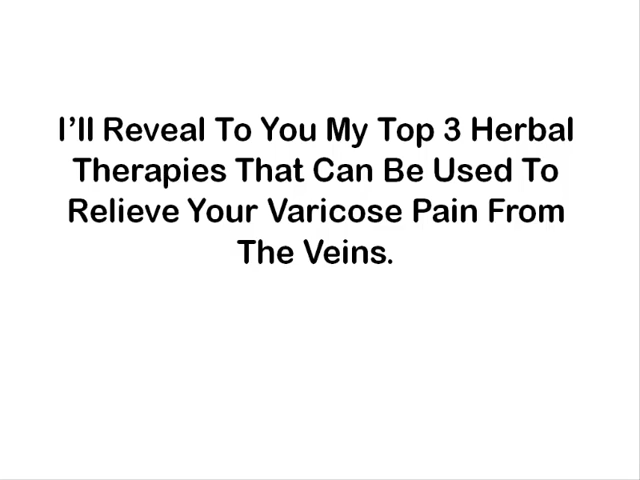 I’ll Reveal To You My Top 3 Herbal
Therapies That Can Be Used To
Relieve Your Varicose Pain From
The Veins.